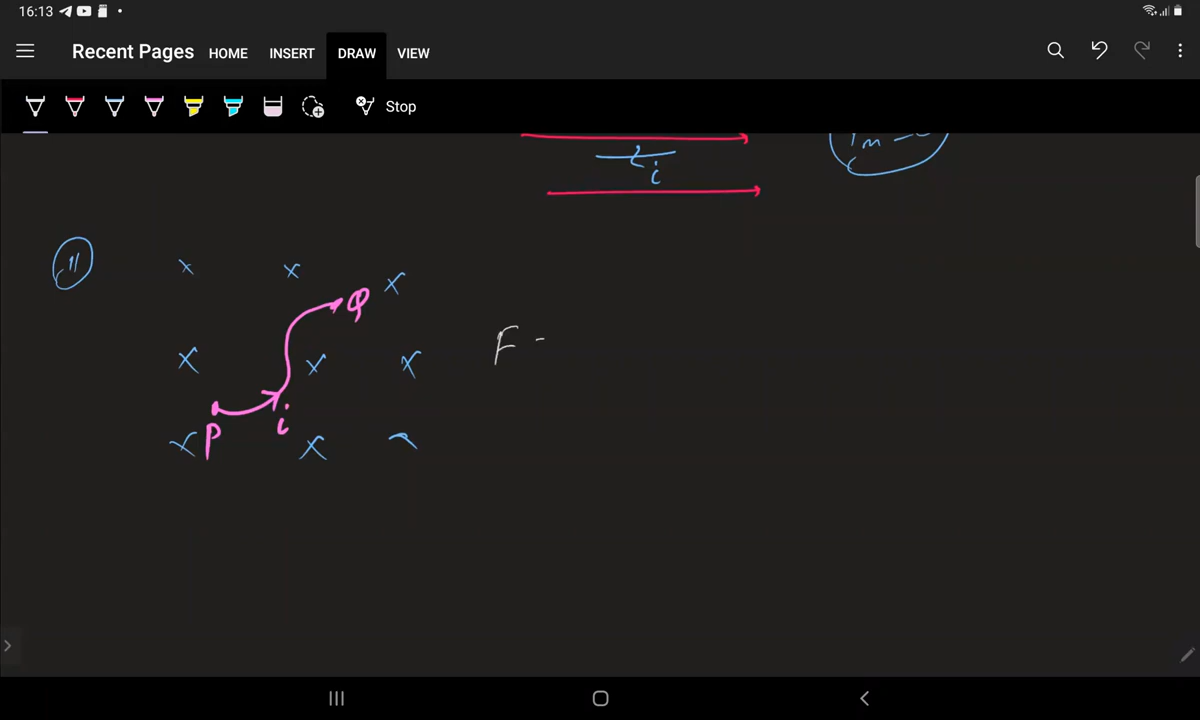 16:13
Recent Pages HOME INSERT DRAW VIEW
Stop
i
11
x x x
Q
x x x F -
i
x P x